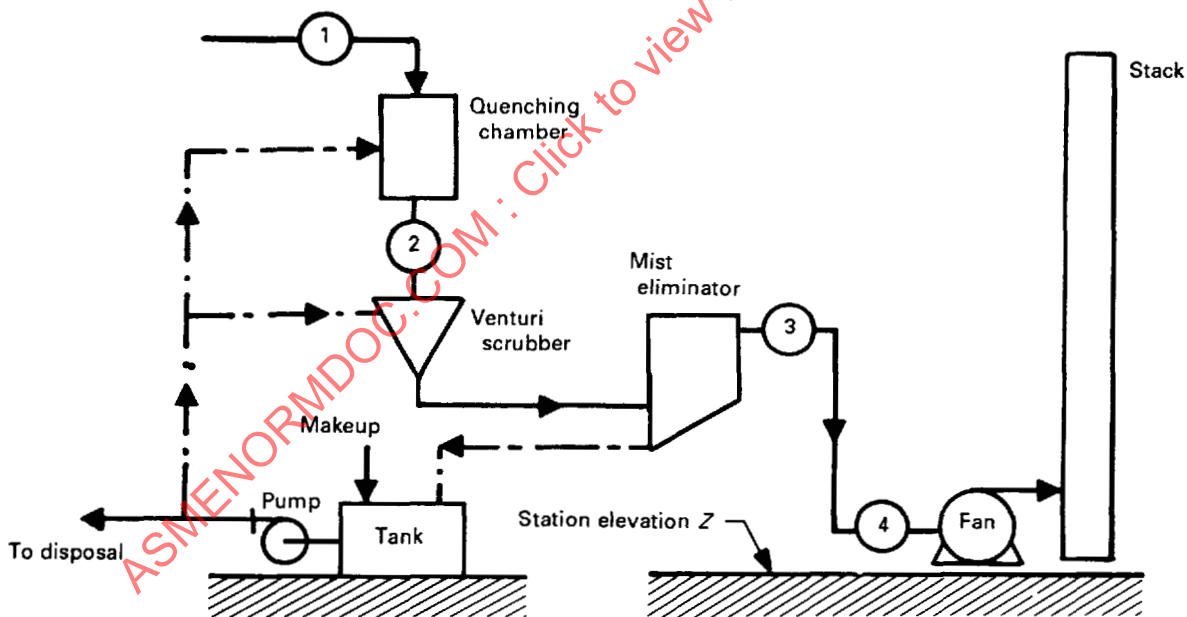 1
Stack
Quenching
chamber
2
Mist
eliminator
3
Venturi
scrubber
Makeup
Pump
Tank
To disposal
Station elevation Z
4
Fan
ASMENORMDOC.COM : Click to view